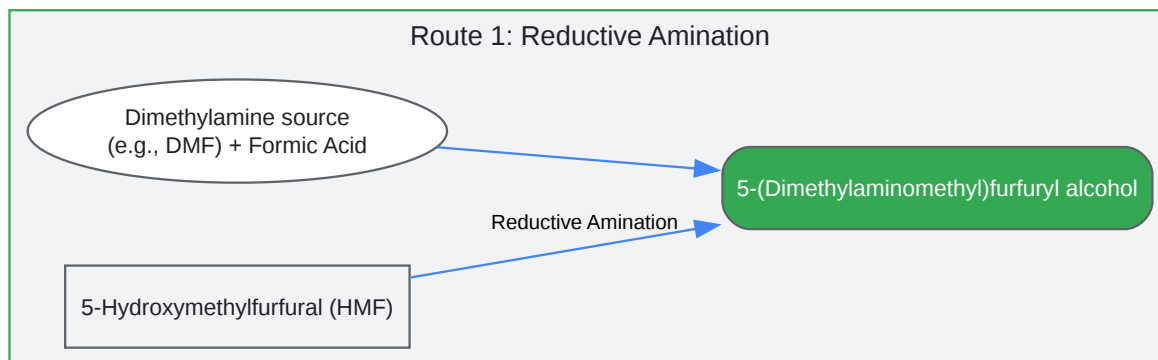 Route 1: Reductive Amination
Dimethylamine source
(e.g., DMF) + Formic Acid
5-(Dimethylaminomethyl)furfuryl alcohol
Reductive Amination
5-Hydroxymethylfurfural (HMF)